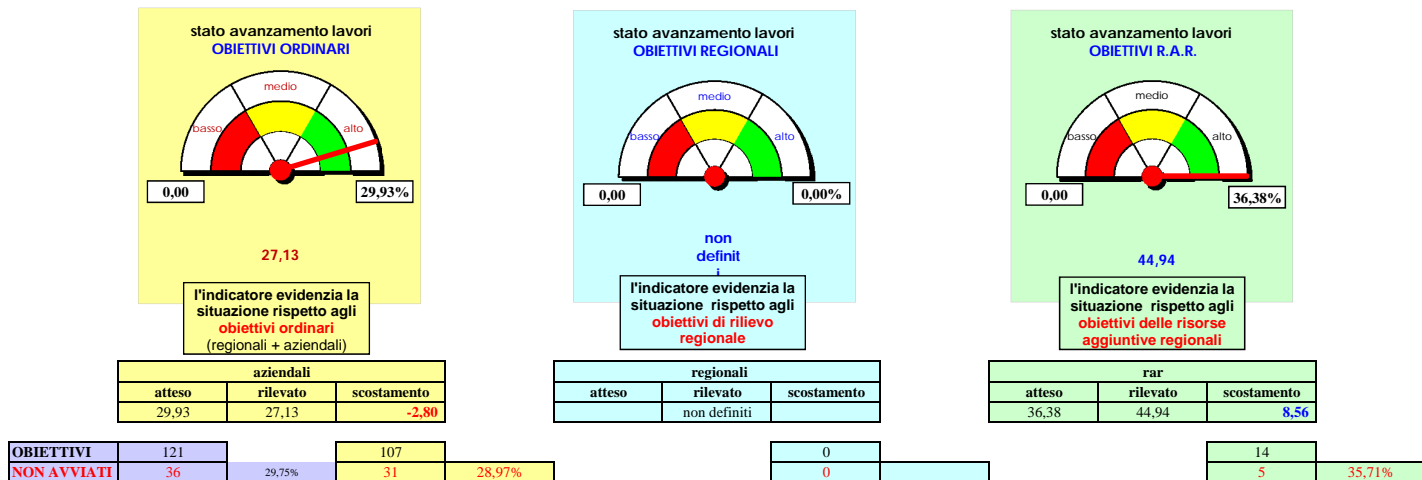 stato avanzamento lavori
OBIETTIVI ORDINARI
medio
basso
alto
0,00
29,93%
27,13
l'indicatore evidenzia la
situazione rispetto agli
obiettivi ordinari
(regionali + aziendali)
stato avanzamento lavori
OBIETTIVI REGIONALI
medio
basso
alto
0,00
0,00%
non
definit
i
l'indicatore evidenzia la
situazione rispetto agli
obiettivi di rilievo
regionale
stato avanzamento lavori
OBIETTIVI R.A.R.
medio
basso
alto
0,00
36,38%
44,94
l'indicatore evidenzia la
situazione rispetto agli
obiettivi delle risorse
aggiuntive regionali
aziendali
atteso rilevato scostamento
29,93 27,13 -2,80
regionali
atteso rilevato scostamento
non definiti
rar
atteso rilevato scostamento
36,38 44,94 8,56
OBIETTIVI 121 107 0 14
NON AVVIATI 36 29,75% 31 28,97% 0 5 35,71%